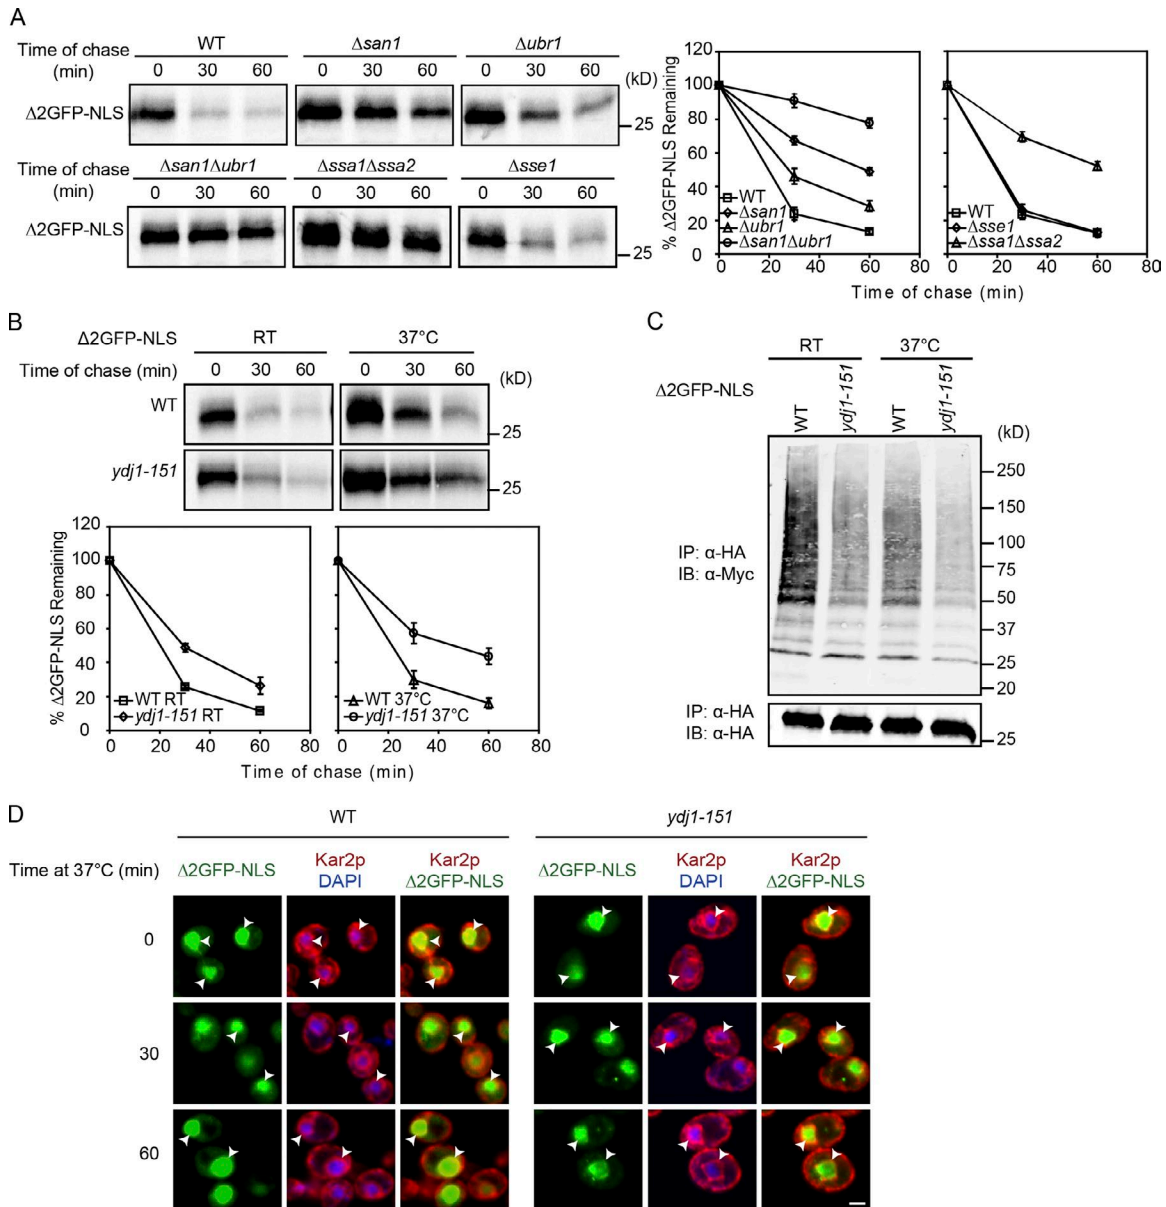 A
Time of chase (min)
WT
Δsan1
Δubr1
0 30 60 0 30 60 0 30 60 (kD)
Δ2GFP-NLS
25
Time of chase (min)
Δsan1Δubr1
Δssa1Δssa2
Δsse1
0 30 60 0 30 60 0 30 60
Δ2GFP-NLS
25
% Δ2GFP-NLS Remaining
120
100
80
60
40
20
0
WT
Δsan1
Δubr1
Δsan1Δubr1
0 20 40 60 80
WT
Δsse1
Δssa1Δssa2
0 20 40 60 80
Time of chase (min)
B
Δ2GFP-NLS RT 37°C
Time of chase (min) 0 30 60 0 30 60 (kD)
WT
25
ydj1-151
25
% Δ2GFP-NLS Remaining
120
100
80
60
40
20
0
WT RT
ydj1-151 RT
0 20 40 60 80
WT 37°C
ydj1-151 37°C
0 20 40 60 80
Time of chase (min)
C
RT 37°C
Δ2GFP-NLS WT ydj1-151 WT ydj1-151
(kD)
250
150
100
75
50
37
25
20
IP: α-HA
IB: α-Myc
IP: α-HA
IB: α-HA
25
D
WT ydj1-151
Time at 37°C (min)
Δ2GFP-NLS
Kar2p
DAPI
Kar2p
Δ2GFP-NLS
Δ2GFP-NLS
Kar2p
DAPI
Kar2p
Δ2GFP-NLS
0
30
60